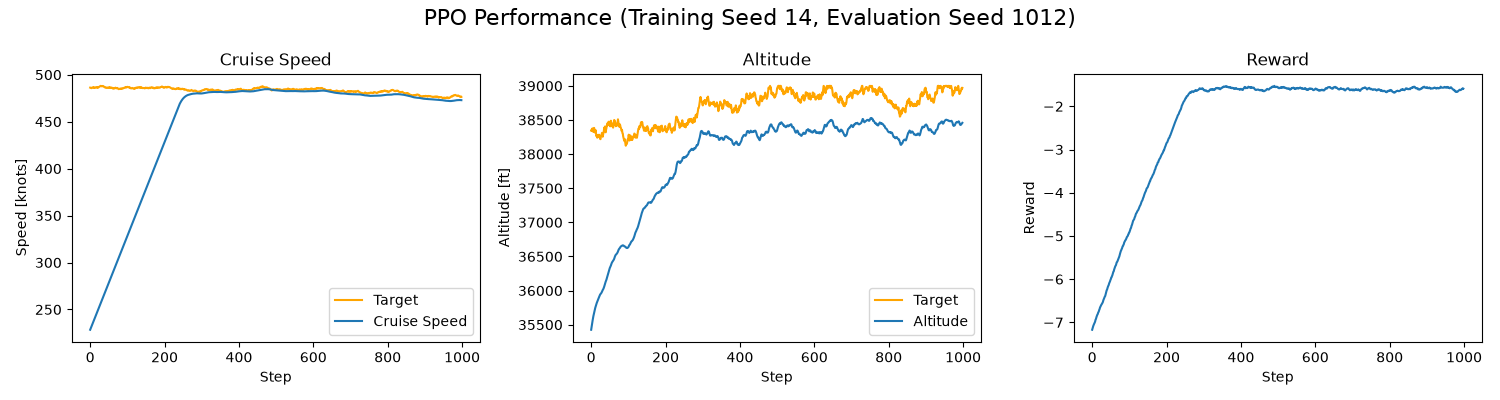 PPO Performance (Training Seed 14, Evaluation Seed 1012)
Cruise Speed
Speed [knots]
500
450
400
350
300
250
Target
Cruise Speed
0 200 400 600 800 1000
Step
Altitude
Altitude [ft]
39000
38500
38000
37500
37000
36500
36000
35500
Target
Altitude
0 200 400 600 800 1000
Step
Reward
Reward
−2
−3
−4
−5
−6
−7
0 200 400 600 800 1000
Step